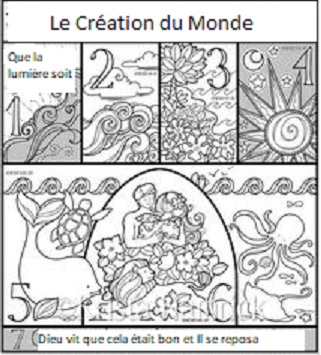 Le Création du Monde
Que la
lumière soit
1
2
3
4
5
6
7
Dieu vit que cela était bon et Il se reposa